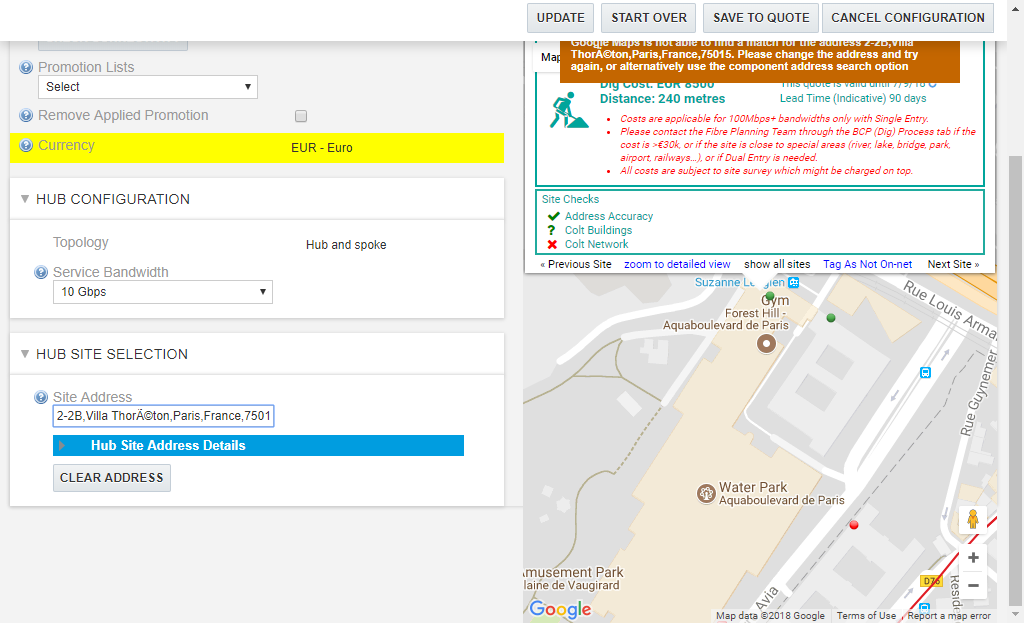 UPDATE
START OVER
SAVE TO QUOTE
CANCEL CONFIGURATION
Promotion Lists
Select
Remove Applied Promotion
Currency
EUR - Euro
HUB CONFIGURATION
Topology
Hub and spoke
Service Bandwidth
10 Gbps
HUB SITE SELECTION
Site Address
2-2B,Villa ThorÃ©ton,Paris,France,7501
Hub Site Address Details
CLEAR ADDRESS
Map
Google Maps is not able to find a match for the address 2-2B,Villa
ThorÃ©ton,Paris,France,75015. Please change the address and try
again, or alternatively use the component address search option
Dig Cost: EUR 8500
This quote is valid until 7/9/18
Distance: 240 metres
Lead Time (Indicative) 90 days
Costs are applicable for 100Mbps+ bandwidths only with Single Entry.
Please contact the Fibre Planning Team through the BCP (Dig) Process tab if the
cost is >€30k, or if the site is close to special areas (river, lake, bridge, park,
airport, railways...), or if Dual Entry is needed.
All costs are subject to site survey which might be charged on top.
Site Checks
Address Accuracy
? Colt Buildings
Colt Network
« Previous Site zoom to detailed view show all sites Tag As Not On-net Next Site »
Suzanne Lenglen
Gym
Forest Hill -
Aquaboulevard de Paris
Rue Louis Arma
Rue Guynemer
Water Park
Aquaboulevard de Paris
Amusement Park
laine de Vaugirard
Avia
D76
Reside
Google
Map data ©2018 Google
Terms of Use
Report a map error